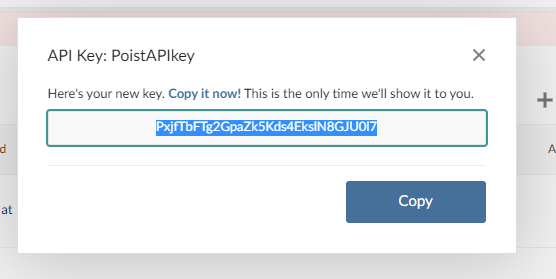 API Key: PoistAPIkey
Here's your new key. Copy it now! This is the only time we'll show it to you.
PxjfTbFTg2GpaZk5Kds4EkslN8GJU0l7
d
A
at
Copy